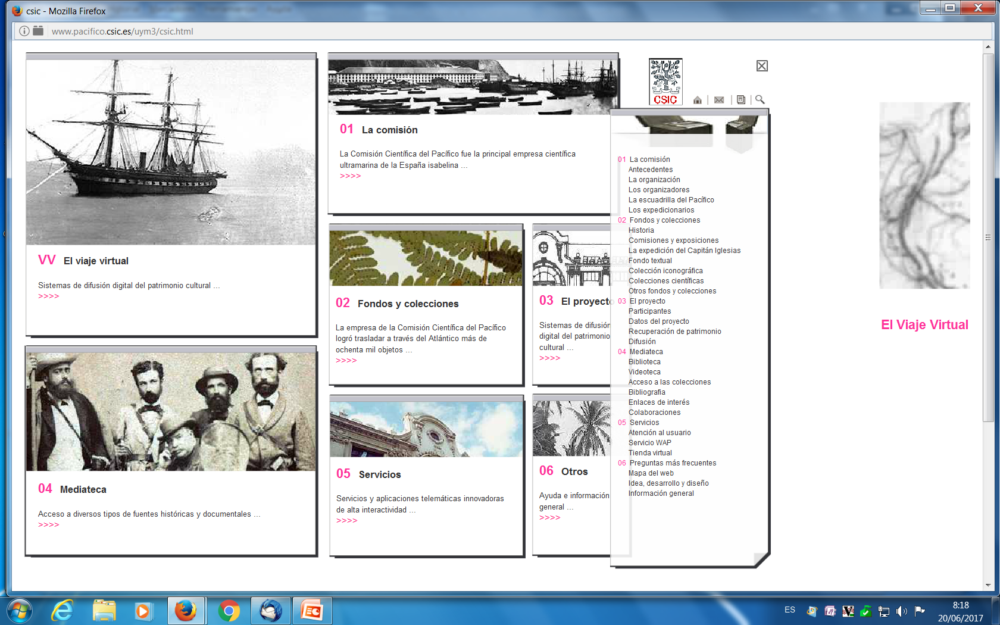 csic - Mozilla Firefox
www.pacifico.csic.es/uym3/csic.html
VV El viaje virtual
Sistemas de difusión digital del patrimonio cultural ...
>>>>
04 Mediateca
Acceso a diversos tipos de fuentes históricas y documentales ...
>>>>
01 La comisión
La Comisión Científica del Pacífico fue la principal empresa científica
ultramarina de la España isabelina ...
>>>>
02 Fondos y colecciones
La empresa de la Comisión Científica del Pacífico
logró trasladar a través del Atlántico más de
ochenta mil objetos ...
>>>>
03 El proyecto
Sistemas de difusión
digital del patrimonio
cultural ...
>>>>
05 Servicios
Servicios y aplicaciones telemáticas innovadoras
de alta interactividad ...
>>>>
06 Otros
Ayuda e información
general ...
>>>>
CSIC
01 La comisión
Antecedentes
La organización
Los organizadores
La escuadrilla del Pacífico
Los expedicionarios
02 Fondos y colecciones
Historia
Comisiones y exposiciones
La expedición del Capitán Iglesias
Fondo textual
Colección iconográfica
Colecciones científicas
Otros fondos y colecciones
03 El proyecto
Participantes
Datos del proyecto
Recuperación de patrimonio
Difusión
04 Mediateca
Biblioteca
Videoteca
Acceso a las colecciones
Bibliografia
Enlaces de interés
Colaboraciones
05 Servicios
Atención al usuario
Servicio WAP
Tienda virtual
06 Preguntas más frecuentes
Mapa del web
Idea, desarrollo y diseño
Información general
El Viaje Virtual
ES
8:18
20/06/2017